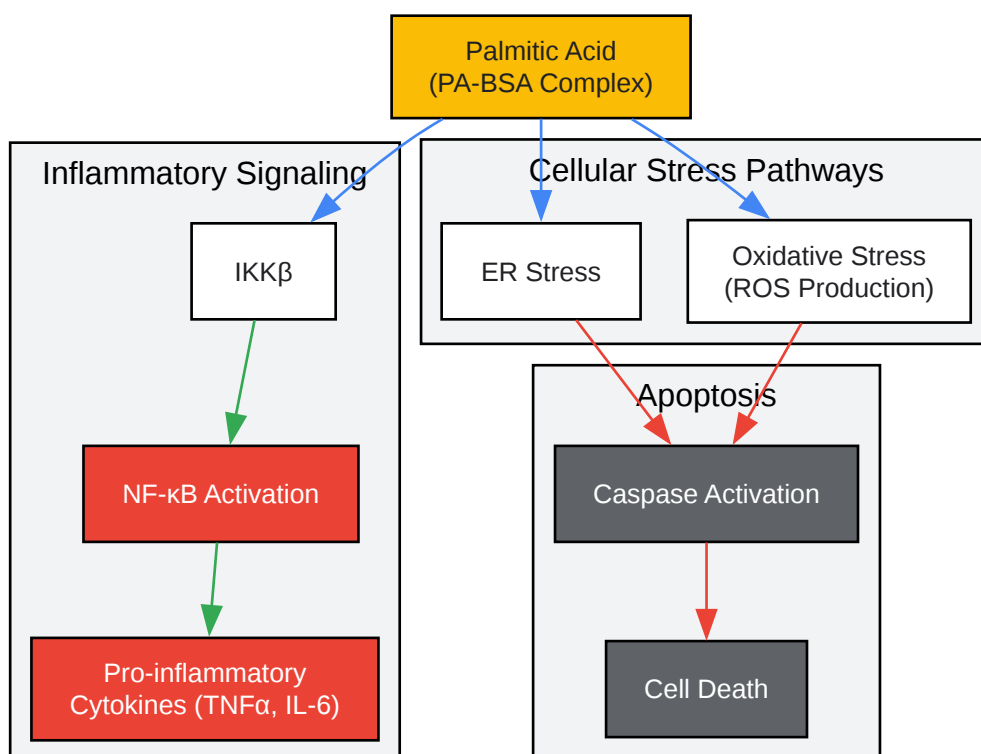 Palmitic Acid
(PA-BSA Complex)
Inflammatory Signaling
IKKβ
NF-κB Activation
Pro-inflammatory
Cytokines (TNFα, IL-6)
Cellular Stress Pathways
ER Stress
Oxidative Stress
(ROS Production)
Apoptosis
Caspase Activation
Cell Death